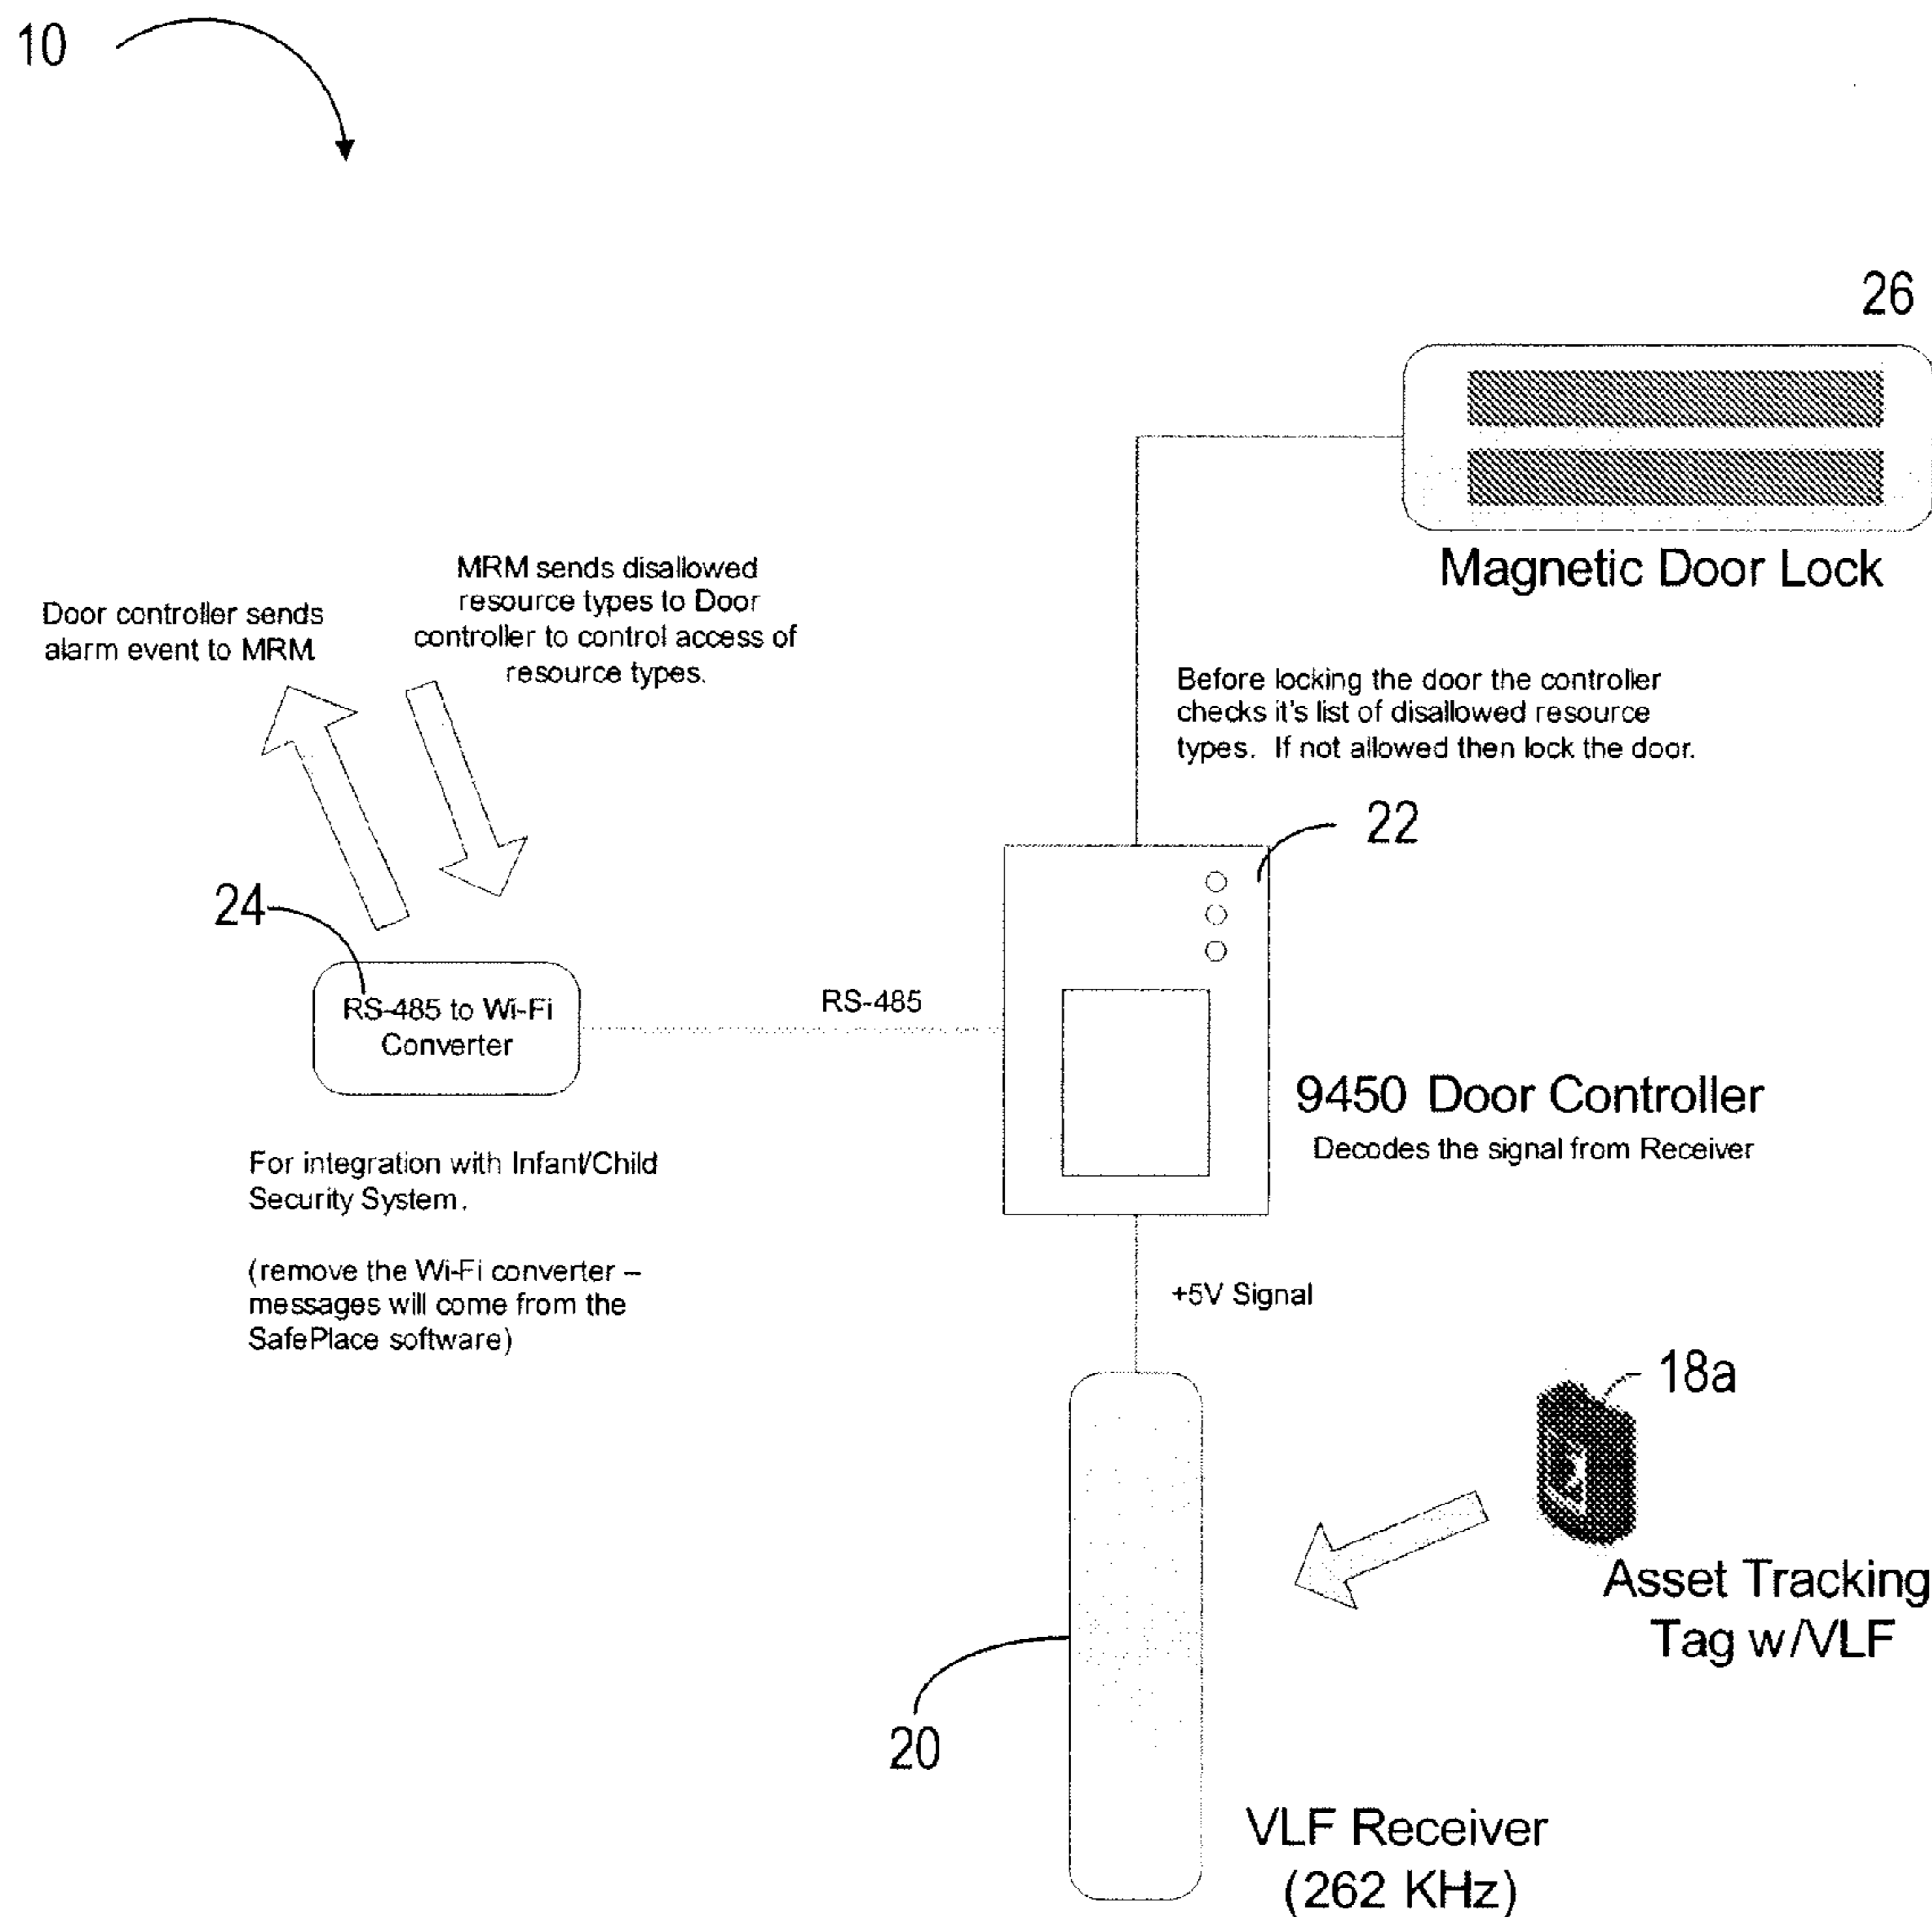 10
26
Magnetic Door Lock
MRM sends disallowed
resource types to Door
controller to control access of
resource types.
Door controller sends
alarm event to MRM.
Before locking the door the controller
checks it's list of disallowed resource
types. If not allowed then lock the door.
22
24
RS-485 to Wi-Fi
Converter
RS-485
9450 Door Controller
Decodes the signal from Receiver
For integration with Infant/Child
Security System.
(remove the Wi-Fi converter –
messages will come from the
SafePlace software)
+5V Signal
18a
Asset Tracking
Tag w/VLF
20
VLF Receiver
(262 KHz)